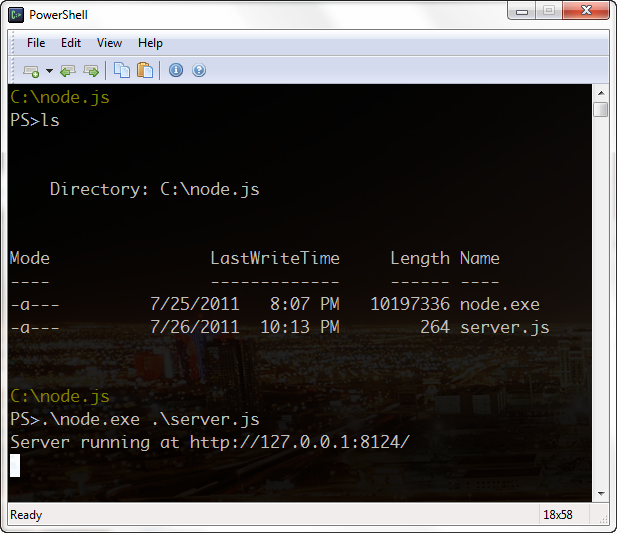 PowerShell
File Edit View Help
C:\node.js
PS>ls
Directory: C:\node.js
Mode LastWriteTime Length Name
---- ------------- ------ ----
-a--- 7/25/2011 8:07 PM 10197336 node.exe
-a--- 7/26/2011 10:13 PM 264 server.js
C:\node.js
PS>.\node.exe .\server.js
Server running at http://127.0.0.1:8124/
Ready 18x58